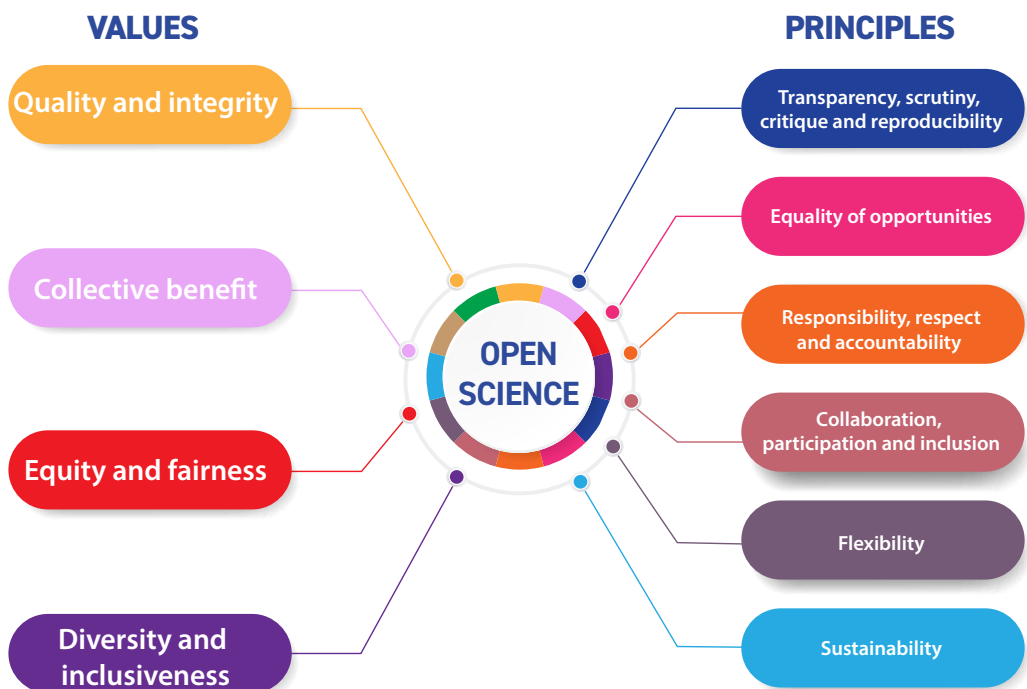 VALUES
Quality and integrity
Collective benefit
Equity and fairness
Diversity and
inclusiveness
OPEN
SCIENCE
PRINCIPLES
Transparency, scrutiny,
critique and reproducibility
Equality of opportunities
Responsibility, respect
and accountability
Collaboration,
participation and inclusion
Flexibility
Sustainability